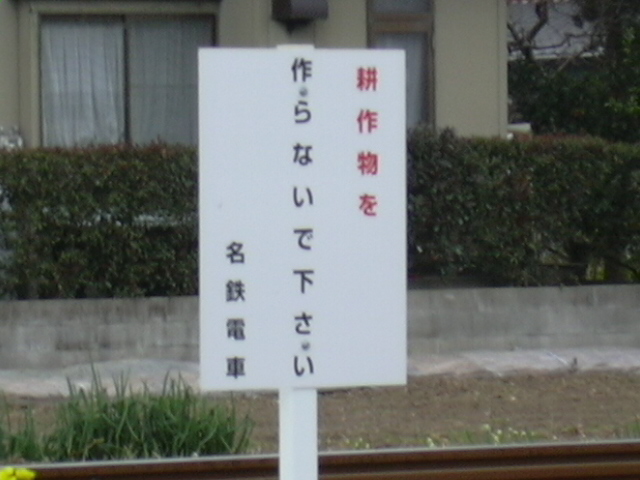 耕作物を
作らないで下さい
名鉄電車